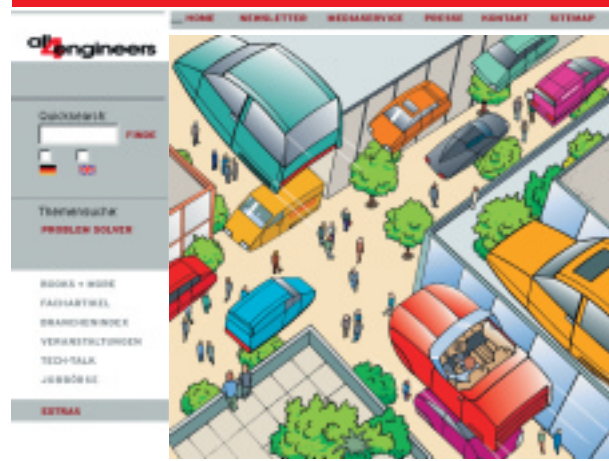 HOME NEWSLETTER MEDIASERVICE PRESSE KONTAKT SITEMAP
all4engineers
Quicksearch:
FINDE
Themensuche:
PROBLEM SOLVER
BOOKS + MORE
FACHARTIKEL
BRANCHENINDEX
VERANSTALTUNGEN
TECH-TALK
JOBBÖRSE
EXTRAS